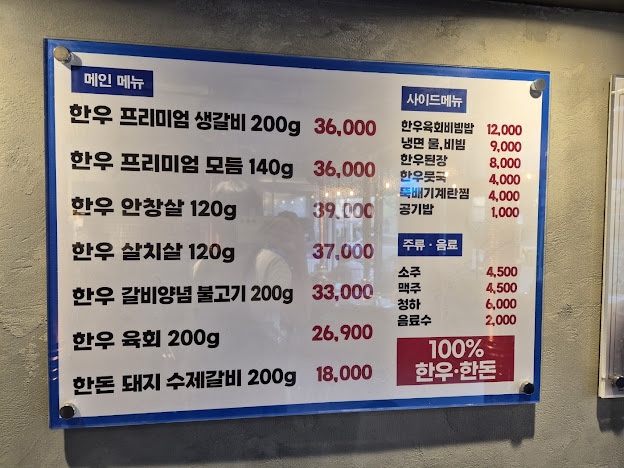 메인 메뉴
한우 프리미엄 생갈비 200g 36,000
한우 프리미엄 모듬 140g 36,000
한우 안창살 120g 39,000
한우 살치살 120g 37,000
한우 갈비양념 불고기 200g 33,000
한우 육회 200g 26,900
한돈 돼지 수제갈비 200g 18,000
사이드메뉴
한우육회비빔밥 12,000
냉면 물,비빔 9,000
한우된장 8,000
한우뭇국 4,000
뚝배기계란찜 4,000
공기밥 1,000
주류·음료
소주 4,500
맥주 4,500
청하 6,000
음료수 2,000
100%
한우·한돈